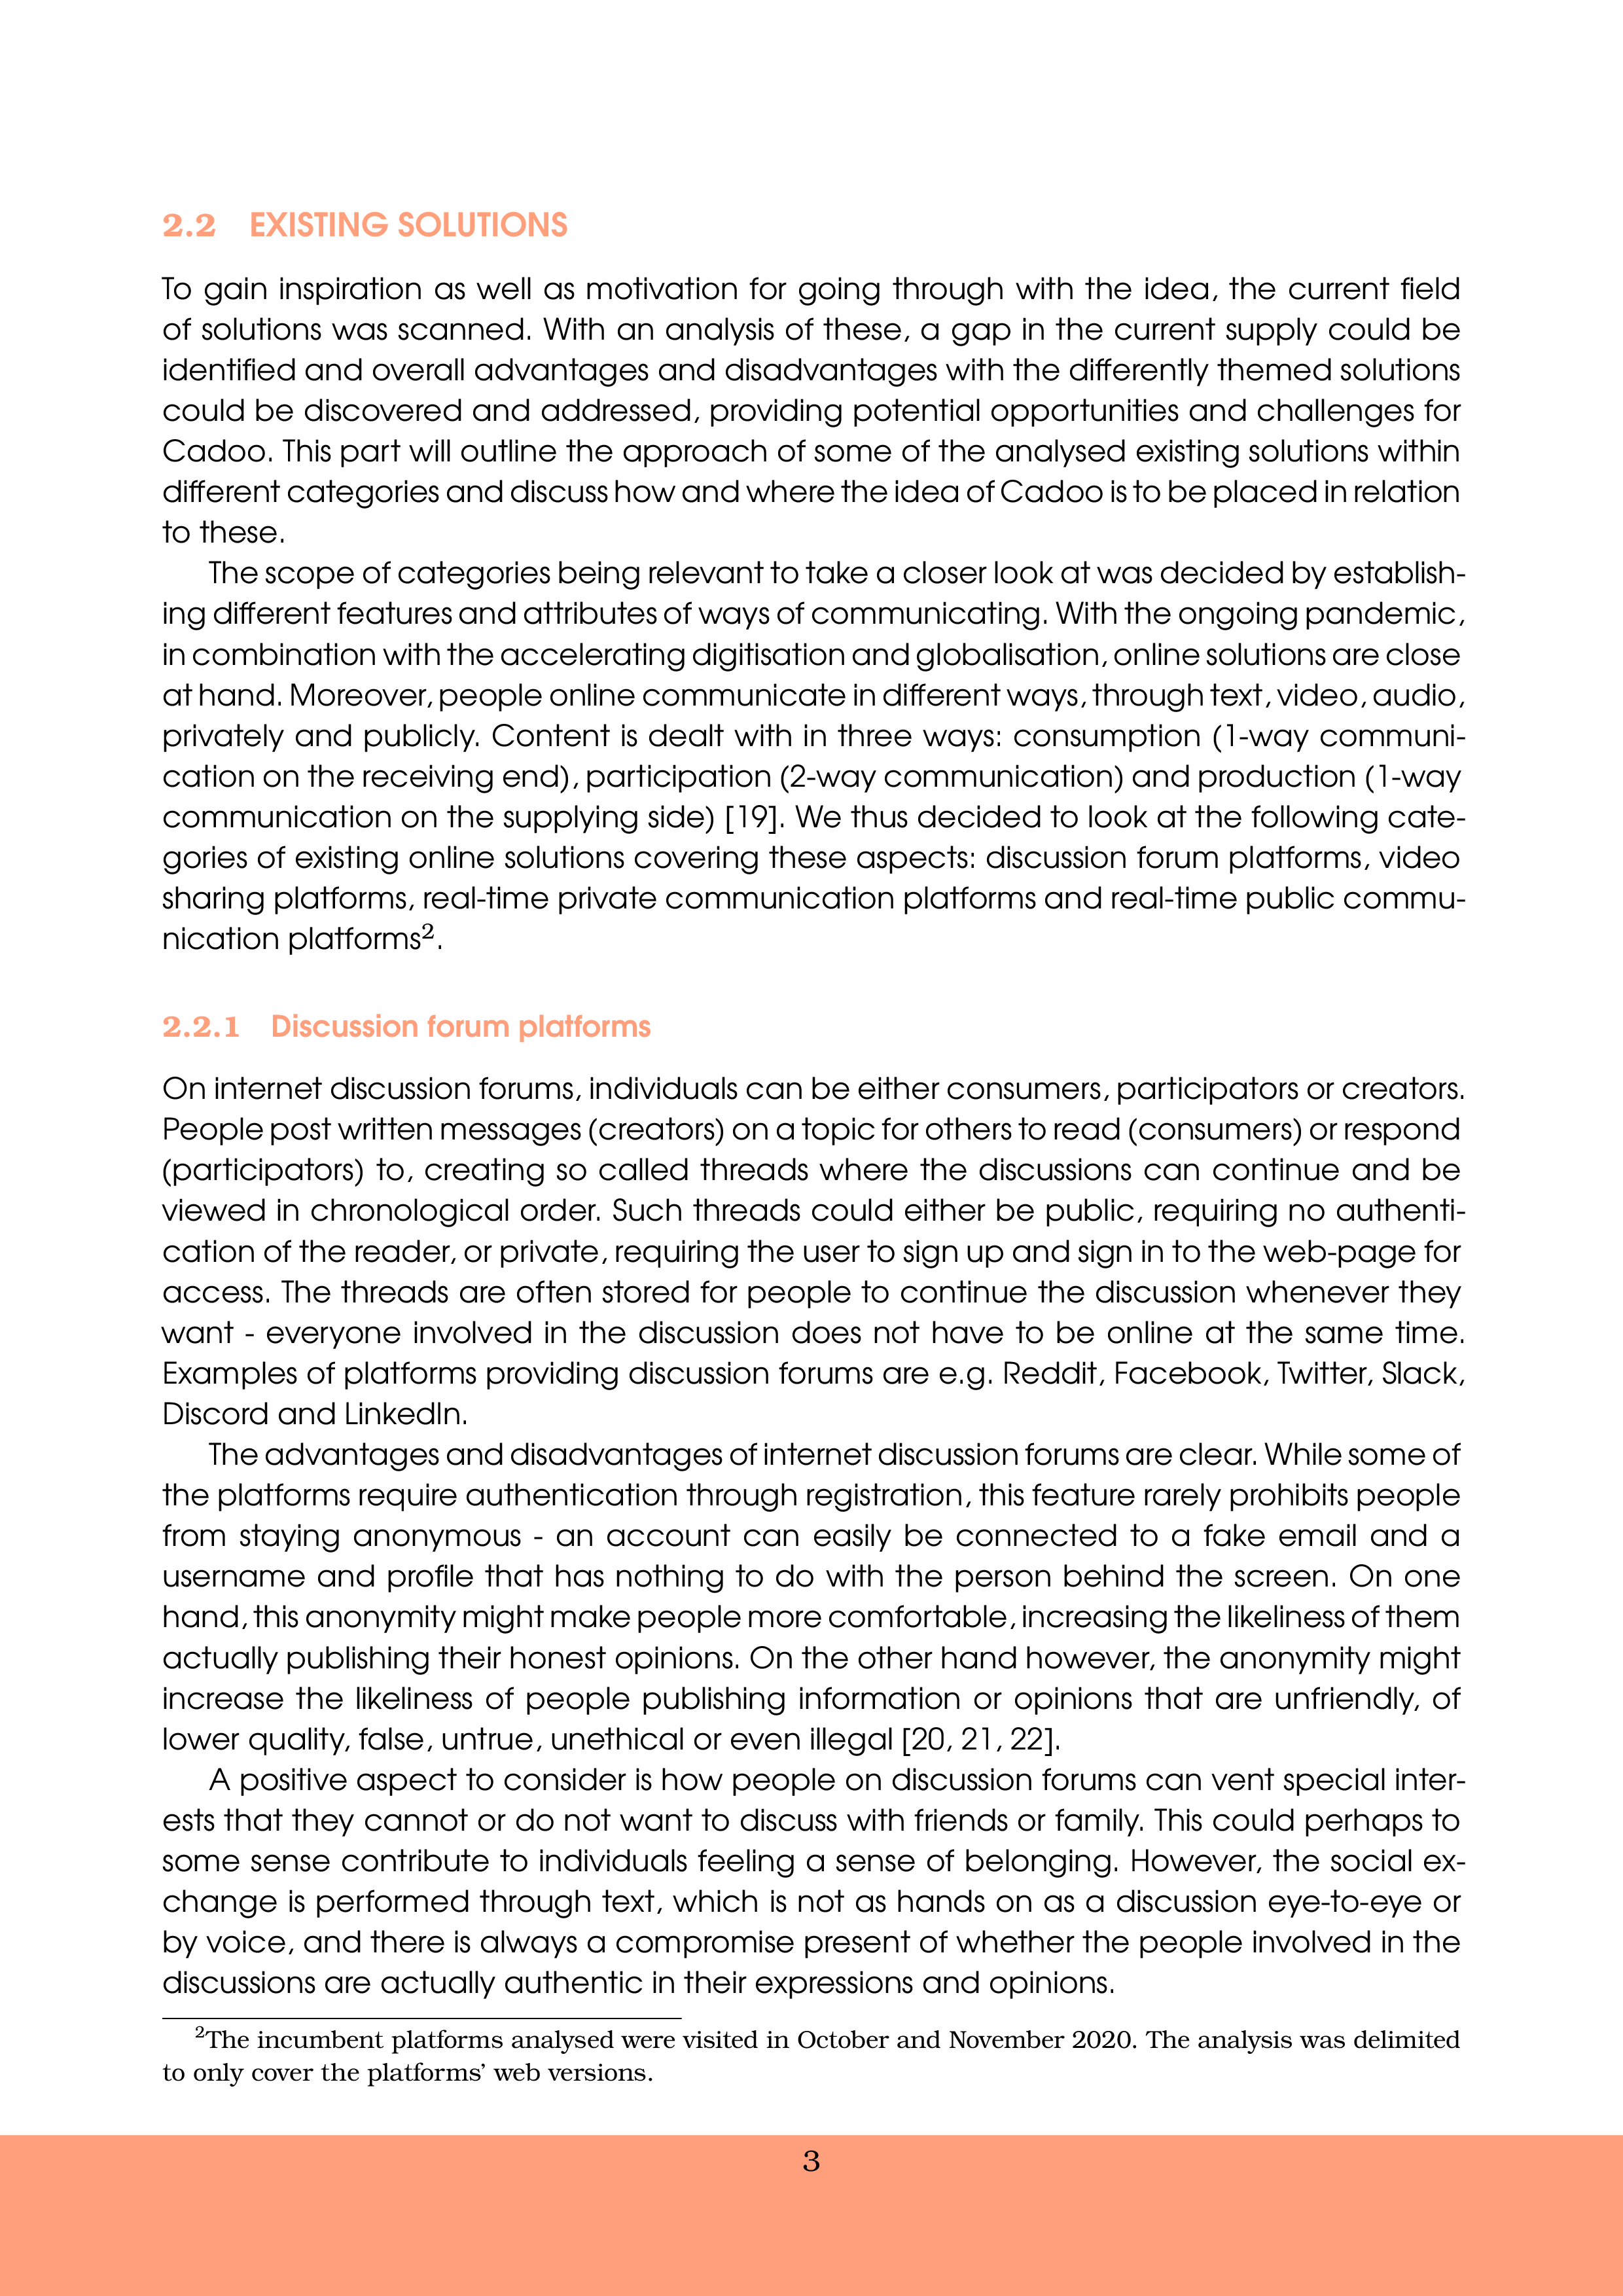 2.2 EXISTING SOLUTIONS
To gain inspiration as well as motivation for going through with the idea, the current field
of solutions was scanned. With an analysis of these, a gap in the current supply could be
identified and overall advantages and disadvantages with the differently themed solutions
could be discovered and addressed, providing potential opportunities and challenges for
Cadoo. This part will outline the approach of some of the analysed existing solutions within
different categories and discuss how and where the idea of Cadoo is to be placed in relation
to these.
The scope of categories being relevant to take a closer look at was decided by establish-
ing different features and attributes of ways of communicating. With the ongoing pandemic,
in combination with the accelerating digitisation and globalisation, online solutions are close
at hand. Moreover, people online communicate in different ways, through text, video, audio,
privately and publicly. Content is dealt with in three ways: consumption (1-way communi-
cation on the receiving end), participation (2-way communication) and production (1-way
communication on the supplying side) [19]. We thus decided to look at the following cate-
gories of existing online solutions covering these aspects: discussion forum platforms, video
sharing platforms, real-time private communication platforms and real-time public commu-
nication platforms².
2.2.1 Discussion forum platforms
On internet discussion forums, individuals can be either consumers, participators or creators.
People post written messages (creators) on a topic for others to read (consumers) or respond
(participators) to, creating so called threads where the discussions can continue and be
viewed in chronological order. Such threads could either be public, requiring no authenti-
cation of the reader, or private, requiring the user to sign up and sign in to the web-page for
access. The threads are often stored for people to continue the discussion whenever they
want - everyone involved in the discussion does not have to be online at the same time.
Examples of platforms providing discussion forums are e.g. Reddit, Facebook, Twitter, Slack,
Discord and LinkedIn.
The advantages and disadvantages of internet discussion forums are clear. While some of
the platforms require authentication through registration, this feature rarely prohibits people
from staying anonymous - an account can easily be connected to a fake email and a
username and profile that has nothing to do with the person behind the screen. On one
hand, this anonymity might make people more comfortable, increasing the likeliness of them
actually publishing their honest opinions. On the other hand however, the anonymity might
increase the likeliness of people publishing information or opinions that are unfriendly, of
lower quality, false, untrue, unethical or even illegal [20, 21, 22].
A positive aspect to consider is how people on discussion forums can vent special inter-
ests that they cannot or do not want to discuss with friends or family. This could perhaps to
some sense contribute to individuals feeling a sense of belonging. However, the social ex-
change is performed through text, which is not as hands on as a discussion eye-to-eye or
by voice, and there is always a compromise present of whether the people involved in the
discussions are actually authentic in their expressions and opinions.
²The incumbent platforms analysed were visited in October and November 2020. The analysis was delimited
to only cover the platforms' web versions.
3